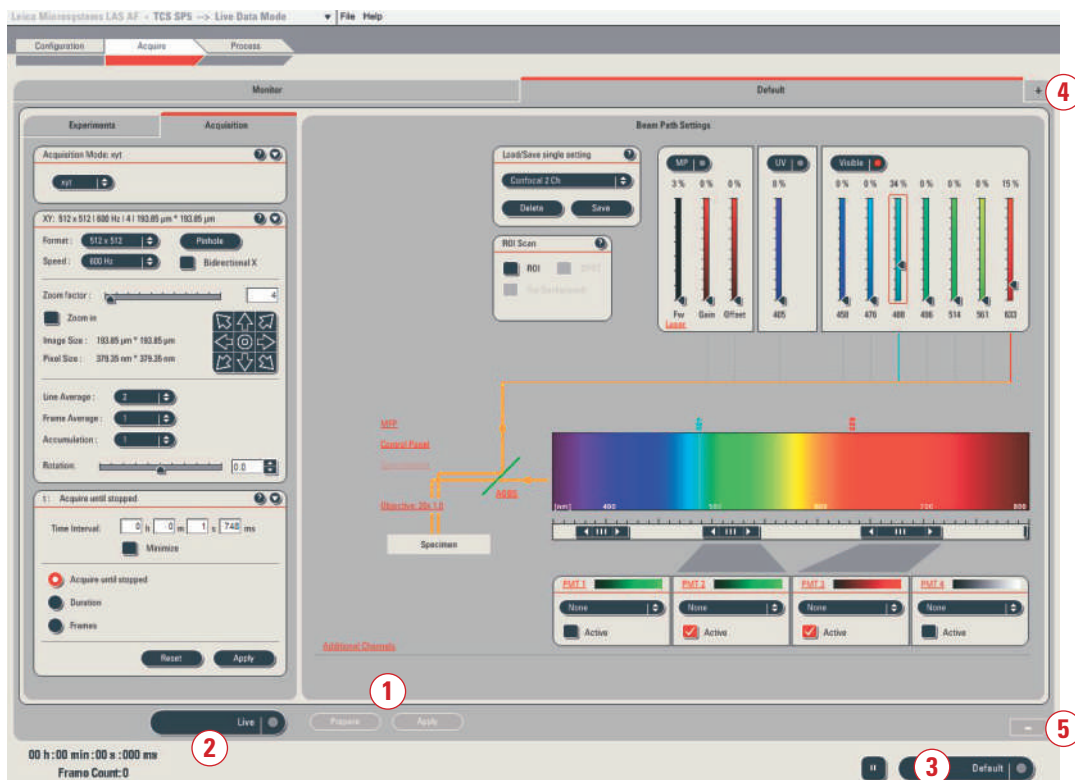 Leica Microsystems LAS AF - TCS SP5 --> Live Data Mode
File Help
Configuration Acquire Process
Monitor Default +
4
Experiments Acquisition
Beam Path Settings
Acquisition Mode: xyt
xyt
XY: 512 x 512 | 600 Hz | 4 | 193.85 µm * 193.85 µm
Format : 512 x 512 Pinhole
Speed : 600 Hz Bidirectional X
Zoom factor : 4
Zoom in
Image Size : 193.85 µm * 193.85 µm
Pixel Size : 379.35 nm * 379.35 nm
Line Average : 2
Frame Average : 1
Accumulation : 1
Rotation: 0.0
t : Acquire until stopped
Time Interval: 0 h 0 m 1 s 748 ms
Minimize
Acquire until stopped
Duration
Frames
Reset Apply
Load/Save single setting
Confocal 2 Ch
Delete Save
ROI Scan
ROI
Set Background
MP UV Visible
3 % 0 % 0 % 0 % 0 % 0 % 34 % 0 % 0 % 0 % 15 %
Pw Gain Offset 405 458 476 488 496 514 561 633
Laser
MFP
Control Panel
AOBS
Objective: 20x 1.0
Specimen
[nm] 400 500 600 700 800
PMT 1 PMT 2 PMT 3 PMT 4
None None None None
Active Active Active Active
Additional Channels
1
Live
Prepare Apply
2
5
00 h :00 min :00 s :000 ms
Frame Count: 0
3
Default